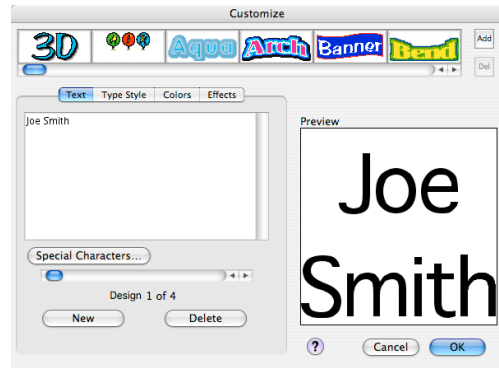 Customize
3D Aqua Arch Banner Bend
Add
Del
Text Type Style Colors Effects
Joe Smith
Special Characters...
Design 1 of 4
New Delete
Preview
Joe
Smith
? Cancel OK